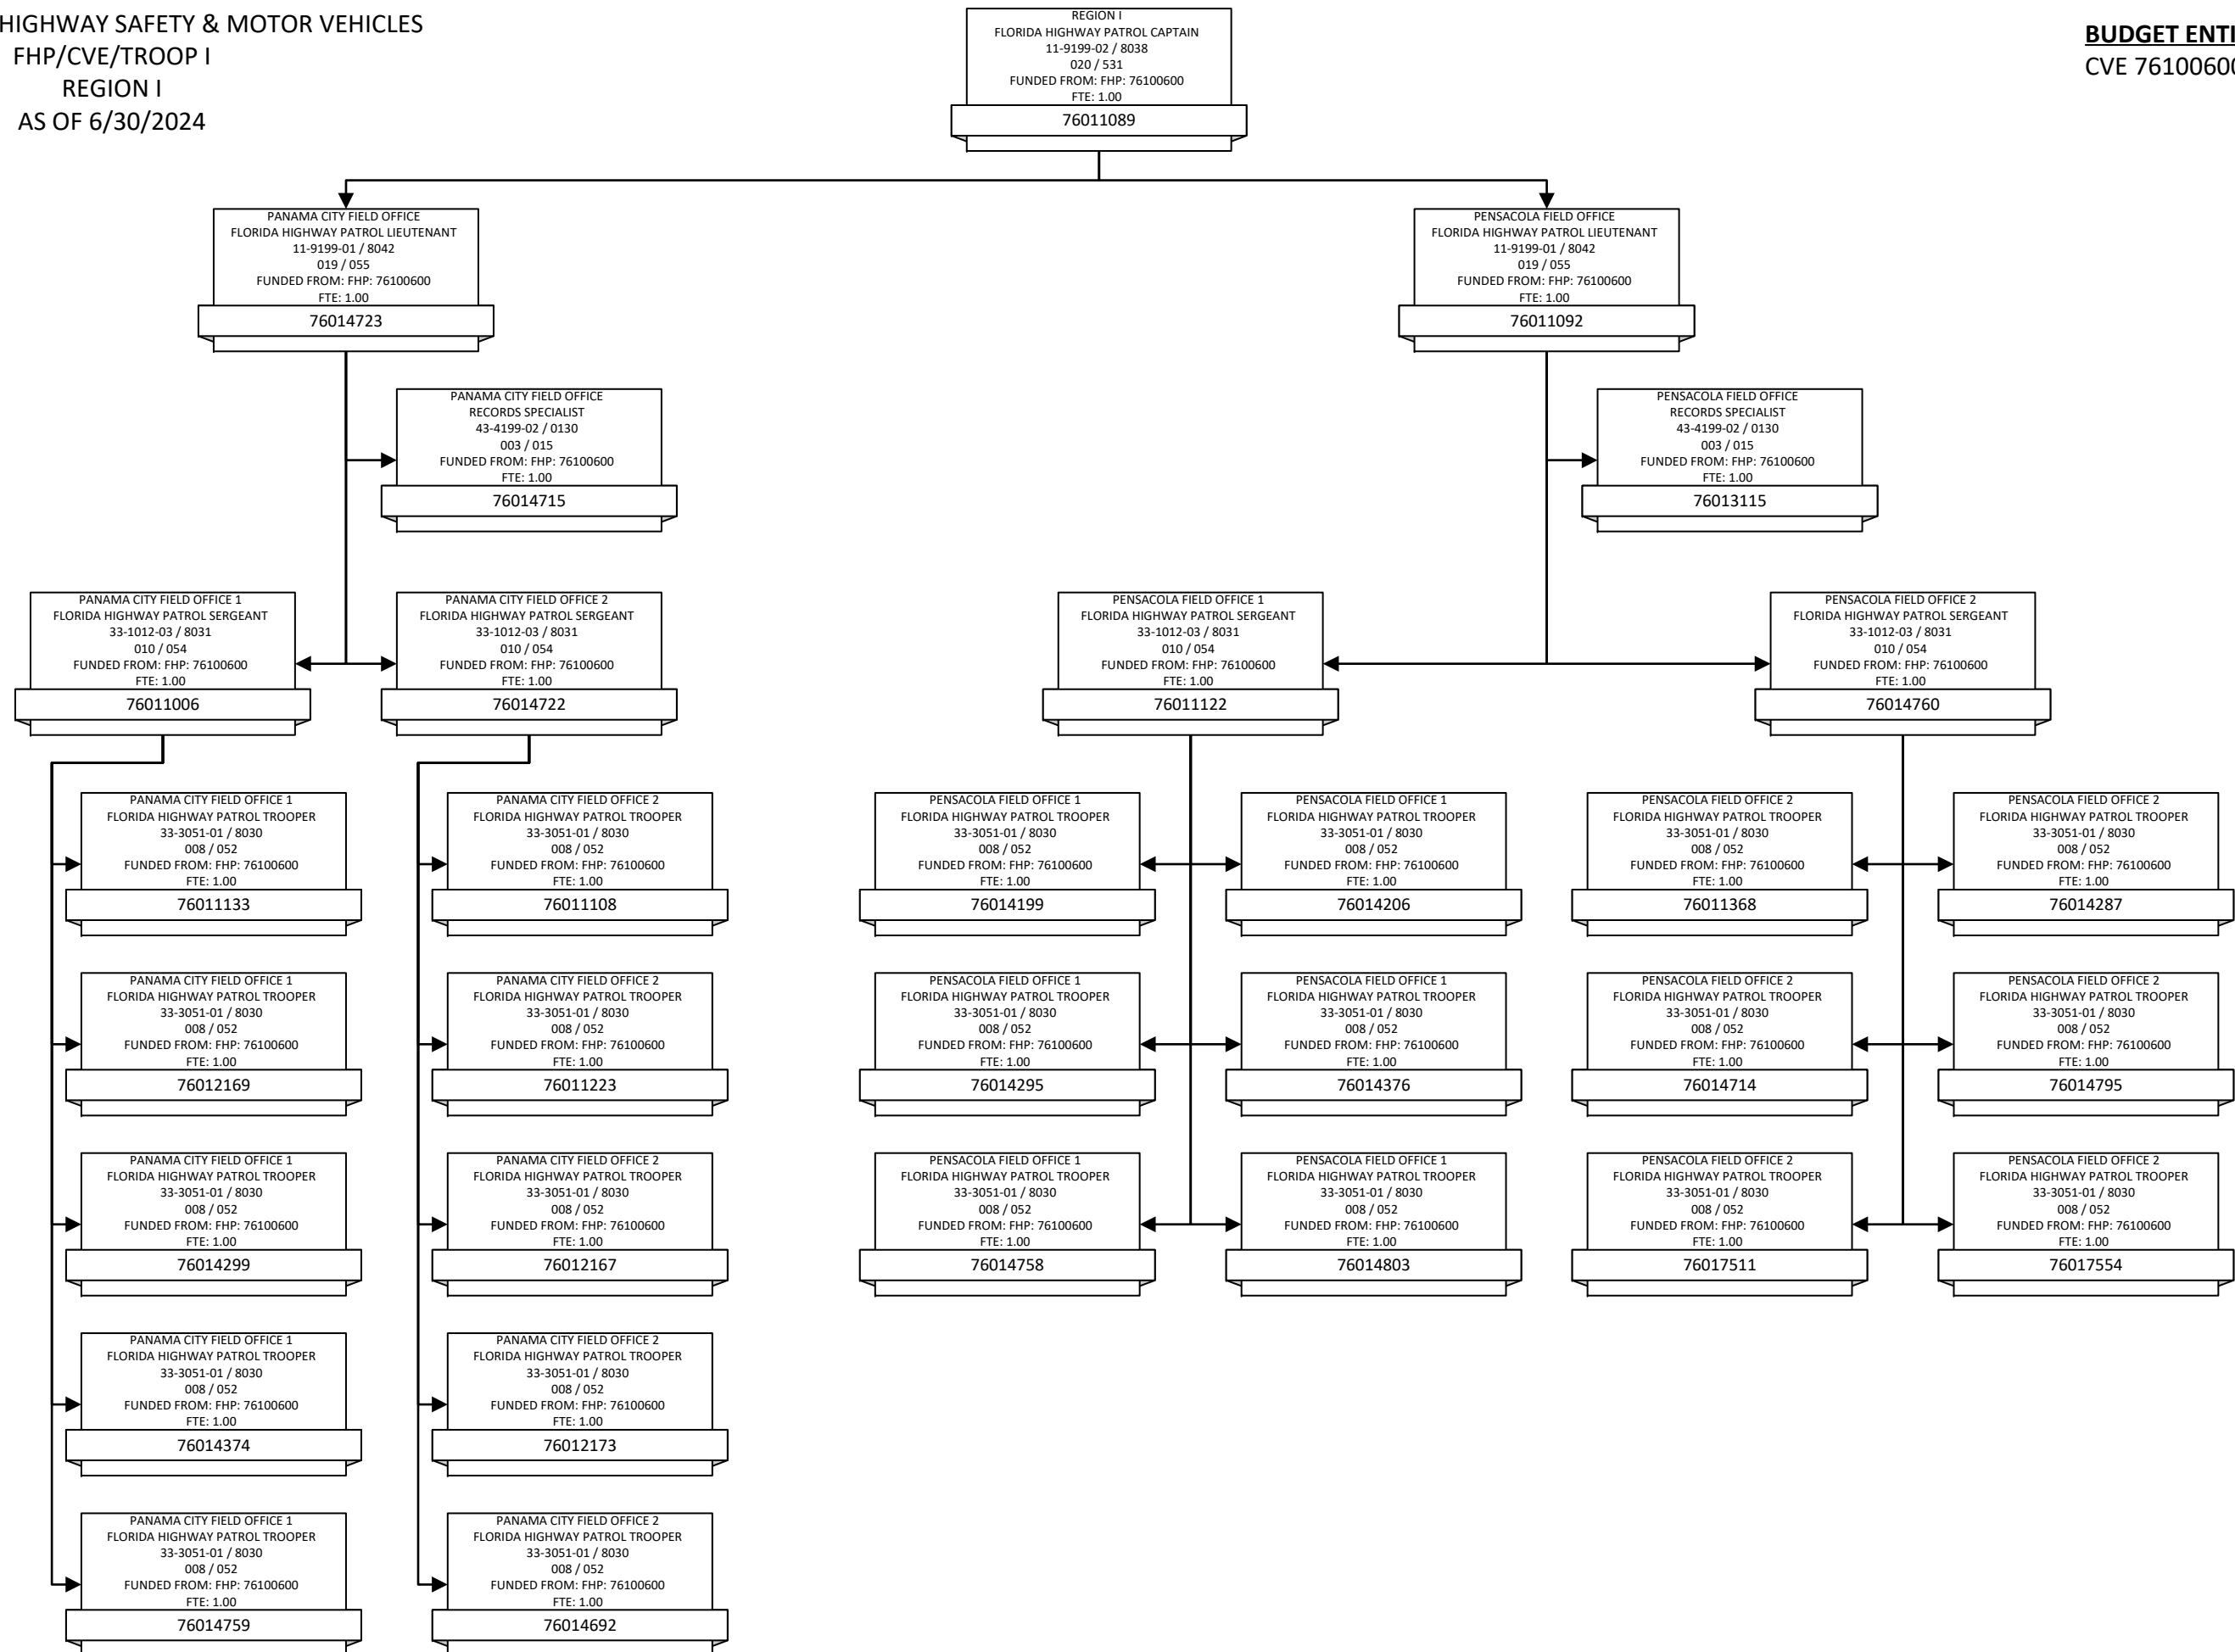 HIGHWAY SAFETY & MOTOR VEHICLES
FHP/CVE/TROOP I
REGION I
AS OF 6/30/2024
BUDGET ENTI
CVE 76100600
REGION I
FLORIDA HIGHWAY PATROL CAPTAIN
11-9199-02 / 8038
020 / 531
FUNDED FROM: FHP: 76100600
FTE: 1.00
76011089
PANAMA CITY FIELD OFFICE
FLORIDA HIGHWAY PATROL LIEUTENANT
11-9199-01 / 8042
019 / 055
FUNDED FROM: FHP: 76100600
FTE: 1.00
76014723
PENSACOLA FIELD OFFICE
FLORIDA HIGHWAY PATROL LIEUTENANT
11-9199-01 / 8042
019 / 055
FUNDED FROM: FHP: 76100600
FTE: 1.00
76011092
PANAMA CITY FIELD OFFICE
RECORDS SPECIALIST
43-4199-02 / 0130
003 / 015
FUNDED FROM: FHP: 76100600
FTE: 1.00
76014715
PENSACOLA FIELD OFFICE
RECORDS SPECIALIST
43-4199-02 / 0130
003 / 015
FUNDED FROM: FHP: 76100600
FTE: 1.00
76013115
PANAMA CITY FIELD OFFICE 1
FLORIDA HIGHWAY PATROL SERGEANT
33-1012-03 / 8031
010 / 054
FUNDED FROM: FHP: 76100600
FTE: 1.00
76011006
PANAMA CITY FIELD OFFICE 2
FLORIDA HIGHWAY PATROL SERGEANT
33-1012-03 / 8031
010 / 054
FUNDED FROM: FHP: 76100600
FTE: 1.00
76014722
PENSACOLA FIELD OFFICE 1
FLORIDA HIGHWAY PATROL SERGEANT
33-1012-03 / 8031
010 / 054
FUNDED FROM: FHP: 76100600
FTE: 1.00
76011122
PENSACOLA FIELD OFFICE 2
FLORIDA HIGHWAY PATROL SERGEANT
33-1012-03 / 8031
010 / 054
FUNDED FROM: FHP: 76100600
FTE: 1.00
76014760
PANAMA CITY FIELD OFFICE 1
FLORIDA HIGHWAY PATROL TROOPER
33-3051-01 / 8030
008 / 052
FUNDED FROM: FHP: 76100600
FTE: 1.00
76011133
PANAMA CITY FIELD OFFICE 2
FLORIDA HIGHWAY PATROL TROOPER
33-3051-01 / 8030
008 / 052
FUNDED FROM: FHP: 76100600
FTE: 1.00
76011108
PENSACOLA FIELD OFFICE 1
FLORIDA HIGHWAY PATROL TROOPER
33-3051-01 / 8030
008 / 052
FUNDED FROM: FHP: 76100600
FTE: 1.00
76014199
PENSACOLA FIELD OFFICE 1
FLORIDA HIGHWAY PATROL TROOPER
33-3051-01 / 8030
008 / 052
FUNDED FROM: FHP: 76100600
FTE: 1.00
76014206
PENSACOLA FIELD OFFICE 2
FLORIDA HIGHWAY PATROL TROOPER
33-3051-01 / 8030
008 / 052
FUNDED FROM: FHP: 76100600
FTE: 1.00
76011368
PENSACOLA FIELD OFFICE 2
FLORIDA HIGHWAY PATROL TROOPER
33-3051-01 / 8030
008 / 052
FUNDED FROM: FHP: 76100600
FTE: 1.00
76014287
PANAMA CITY FIELD OFFICE 1
FLORIDA HIGHWAY PATROL TROOPER
33-3051-01 / 8030
008 / 052
FUNDED FROM: FHP: 76100600
FTE: 1.00
76012169
PANAMA CITY FIELD OFFICE 2
FLORIDA HIGHWAY PATROL TROOPER
33-3051-01 / 8030
008 / 052
FUNDED FROM: FHP: 76100600
FTE: 1.00
76011223
PENSACOLA FIELD OFFICE 1
FLORIDA HIGHWAY PATROL TROOPER
33-3051-01 / 8030
008 / 052
FUNDED FROM: FHP: 76100600
FTE: 1.00
76014295
PENSACOLA FIELD OFFICE 1
FLORIDA HIGHWAY PATROL TROOPER
33-3051-01 / 8030
008 / 052
FUNDED FROM: FHP: 76100600
FTE: 1.00
76014376
PENSACOLA FIELD OFFICE 2
FLORIDA HIGHWAY PATROL TROOPER
33-3051-01 / 8030
008 / 052
FUNDED FROM: FHP: 76100600
FTE: 1.00
76014714
PENSACOLA FIELD OFFICE 2
FLORIDA HIGHWAY PATROL TROOPER
33-3051-01 / 8030
008 / 052
FUNDED FROM: FHP: 76100600
FTE: 1.00
76014795
PANAMA CITY FIELD OFFICE 1
FLORIDA HIGHWAY PATROL TROOPER
33-3051-01 / 8030
008 / 052
FUNDED FROM: FHP: 76100600
FTE: 1.00
76014299
PANAMA CITY FIELD OFFICE 2
FLORIDA HIGHWAY PATROL TROOPER
33-3051-01 / 8030
008 / 052
FUNDED FROM: FHP: 76100600
FTE: 1.00
76012167
PENSACOLA FIELD OFFICE 1
FLORIDA HIGHWAY PATROL TROOPER
33-3051-01 / 8030
008 / 052
FUNDED FROM: FHP: 76100600
FTE: 1.00
76014758
PENSACOLA FIELD OFFICE 1
FLORIDA HIGHWAY PATROL TROOPER
33-3051-01 / 8030
008 / 052
FUNDED FROM: FHP: 76100600
FTE: 1.00
76014803
PENSACOLA FIELD OFFICE 2
FLORIDA HIGHWAY PATROL TROOPER
33-3051-01 / 8030
008 / 052
FUNDED FROM: FHP: 76100600
FTE: 1.00
76017511
PENSACOLA FIELD OFFICE 2
FLORIDA HIGHWAY PATROL TROOPER
33-3051-01 / 8030
008 / 052
FUNDED FROM: FHP: 76100600
FTE: 1.00
76017554
PANAMA CITY FIELD OFFICE 1
FLORIDA HIGHWAY PATROL TROOPER
33-3051-01 / 8030
008 / 052
FUNDED FROM: FHP: 76100600
FTE: 1.00
76014374
PANAMA CITY FIELD OFFICE 2
FLORIDA HIGHWAY PATROL TROOPER
33-3051-01 / 8030
008 / 052
FUNDED FROM: FHP: 76100600
FTE: 1.00
76012173
PANAMA CITY FIELD OFFICE 1
FLORIDA HIGHWAY PATROL TROOPER
33-3051-01 / 8030
008 / 052
FUNDED FROM: FHP: 76100600
FTE: 1.00
76014759
PANAMA CITY FIELD OFFICE 2
FLORIDA HIGHWAY PATROL TROOPER
33-3051-01 / 8030
008 / 052
FUNDED FROM: FHP: 76100600
FTE: 1.00
76014692